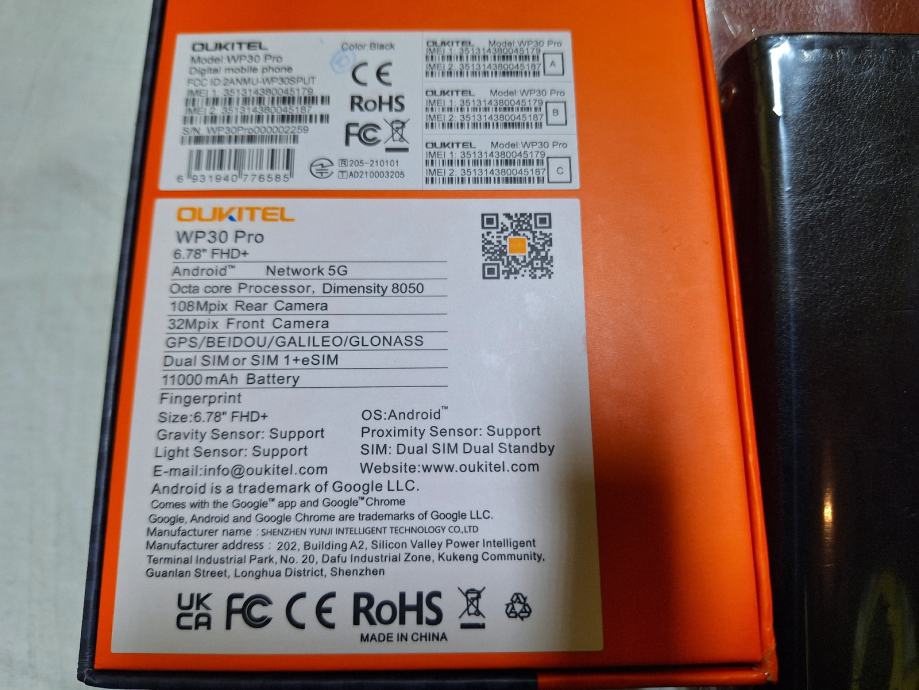 OUKITEL
Color:Black
Model:WP30 Pro
Digital mobile phone
FCC ID:2ANMU-WP30SPUT
IMEI 1: 351314380045179
IMEI 2: 351314380045187
S/N: WP30Pro000002259
6 931940 776585
CE
RoHS
FC
R 205-210101
T AD210003205
OUKITEL Model:WP30 Pro
IMEI 1: 351314380045179
IMEI 2: 351314380045187
A
OUKITEL Model:WP30 Pro
IMEI 1: 351314380045179
IMEI 2: 351314380045187
B
OUKITEL Model:WP30 Pro
IMEI 1: 351314380045179
IMEI 2: 351314380045187
C
OUKITEL
WP30 Pro
6.78" FHD+
Android™ Network 5G
Octa core Processor, Dimensity 8050
108Mpix Rear Camera
32Mpix Front Camera
GPS/BEIDOU/GALILEO/GLONASS
Dual SIM or SIM 1+eSIM
11000 mAh Battery
Fingerprint
Size:6.78" FHD+ OS:Android™
Gravity Sensor: Support Proximity Sensor: Support
Light Sensor: Support SIM: Dual SIM Dual Standby
E-mail:info@oukitel.com Website:www.oukitel.com
Android is a trademark of Google LLC.
Comes with the Google™ app and Google™Chrome
Google, Android and Google Chrome are trademarks of Google LLC.
Manufacturer name : SHENZHEN YUNJI INTELLIGENT TECHNOLOGY CO.,LTD
Manufacturer address : 202, Building A2, Silicon Valley Power Intelligent
Terminal Industrial Park, No. 20, Dafu Industrial Zone, Kukeng Community,
Guanlan Street, Longhua District, Shenzhen
UK CA FC CE RoHS
MADE IN CHINA